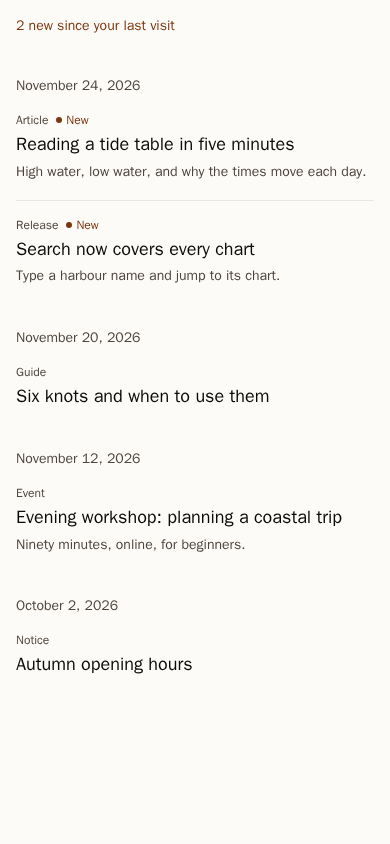 2 new since your last visit
November 24, 2026
Article • New
Reading a tide table in five minutes
High water, low water, and why the times move each day.
Release • New
Search now covers every chart
Type a harbour name and jump to its chart.
November 20, 2026
Guide
Six knots and when to use them
November 12, 2026
Event
Evening workshop: planning a coastal trip
Ninety minutes, online, for beginners.
October 2, 2026
Notice
Autumn opening hours